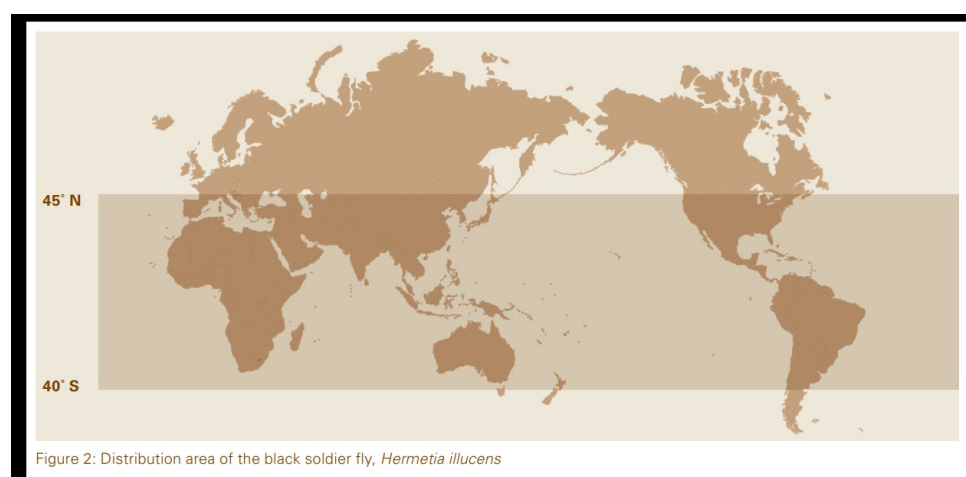 45° N
40° S
Figure 2: Distribution area of the black soldier fly, Hermetia illucens